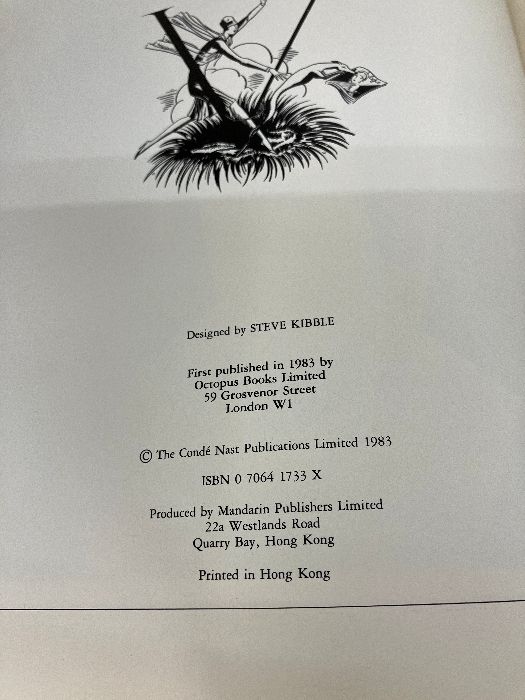 Designed by STEVE KIBBLE
First published in 1983 by
Octopus Books Limited
59 Grosvenor Street
London W1
© The Condé Nast Publications Limited 1983
ISBN 0 7064 1733 X
Produced by Mandarin Publishers Limited
22a Westlands Road
Quarry Bay, Hong Kong
Printed in Hong Kong